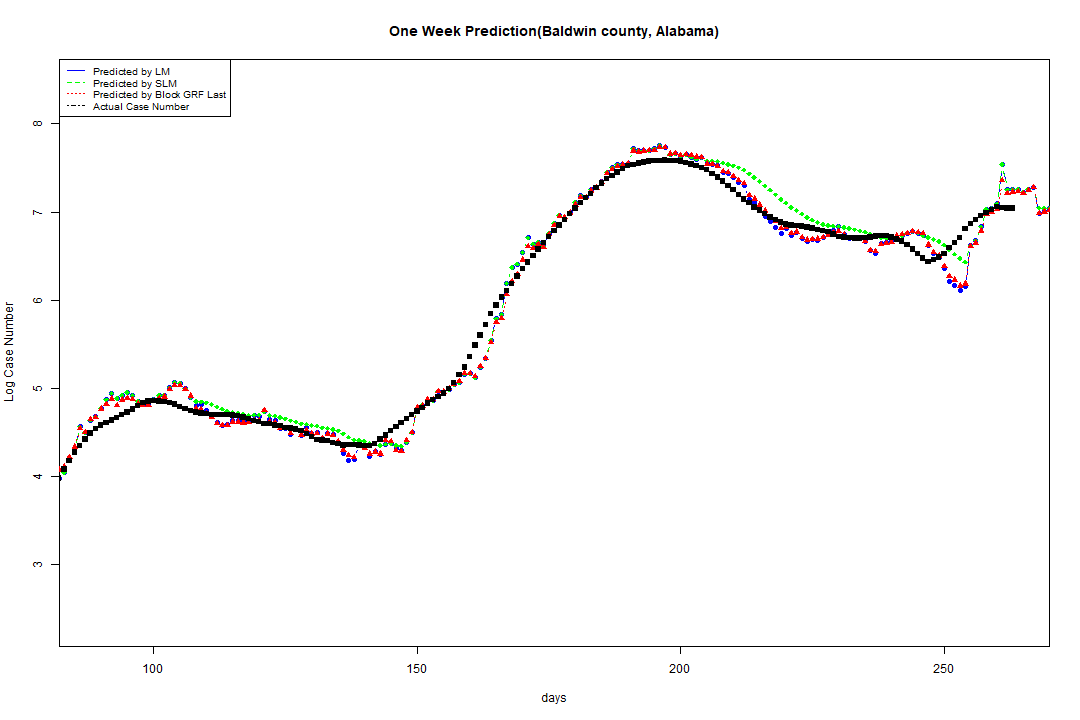 One Week Prediction(Baldwin county, Alabama)
Predicted by LM
Predicted by SLM
Predicted by Block GRF Last
Actual Case Number
8
7
6
5
4
3
Log Case Number
100 150 200 250
days